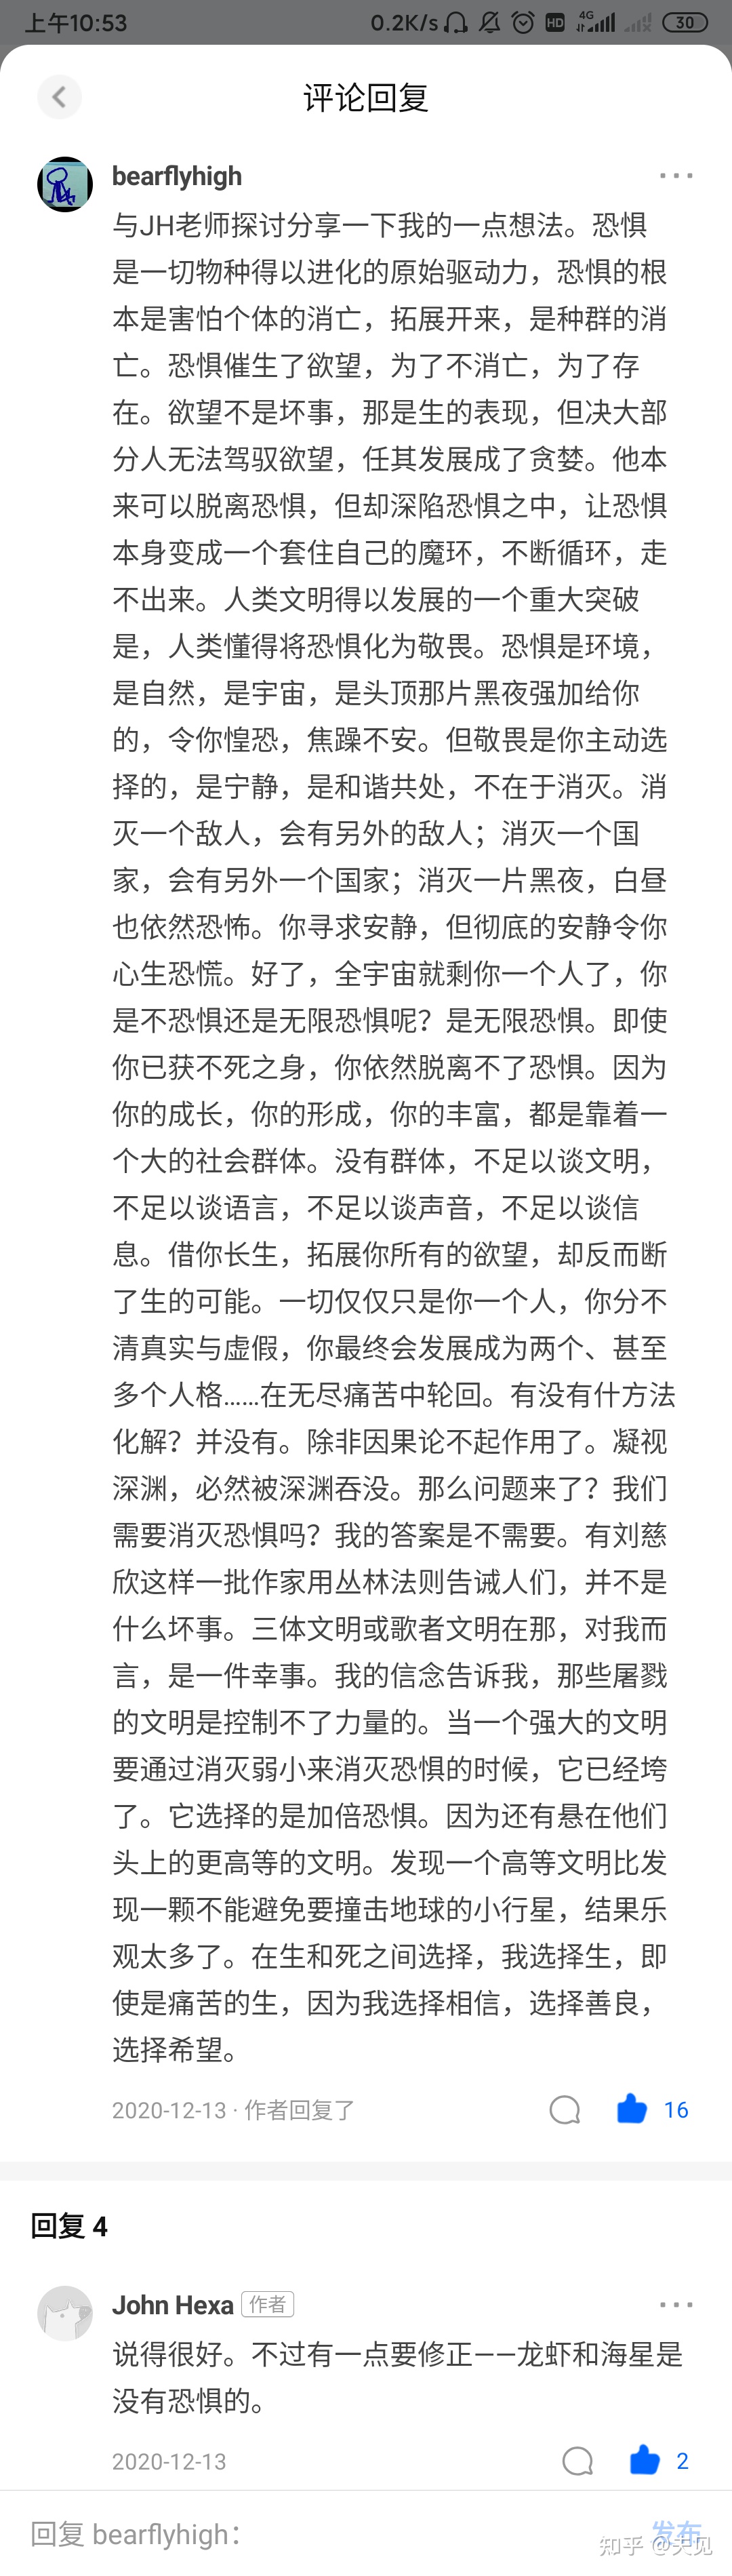 上午10:53
0.2K/s
HD
4G
30
评论回复
bearflyhigh
与JH老师探讨分享一下我的一点想法。恐惧
是一切物种得以进化的原始驱动力，恐惧的根
本是害怕个体的消亡，拓展开来，是种群的消
亡。恐惧催生了欲望，为了不消亡，为了存
在。欲望不是坏事，那是生的表现，但决大部
分人无法驾驭欲望，任其发展成了贪婪。他本
来可以脱离恐惧，但却深陷恐惧之中，让恐惧
本身变成一个套住自己的魔环，不断循环，走
不出来。人类文明得以发展的一个重大突破
是，人类懂得将恐惧化为敬畏。恐惧是环境，
是自然，是宇宙，是头顶那片黑夜强加给你
的，令你惶恐，焦躁不安。但敬畏是你主动选
择的，是宁静，是和谐共处，不在于消灭。消
灭一个敌人，会有另外的敌人；消灭一个国
家，会有另外一个国家；消灭一片黑夜，白昼
也依然恐怖。你寻求安静，但彻底的安静令你
心生恐慌。好了，全宇宙就剩你一个人了，你
是不恐惧还是无限恐惧呢？是无限恐惧。即使
你已获不死之身，你依然脱离不了恐惧。因为
你的成长，你的形成，你的丰富，都是靠着一
个大的社会群体。没有群体，不足以谈文明，
不足以谈语言，不足以谈声音，不足以谈信
息。借你长生，拓展你所有的欲望，却反而断
了生的可能。一切仅仅只是你一个人，你分不
清真实与虚假，你最终会发展成为两个、甚至
多个人格……在无尽痛苦中轮回。有没有什方法
化解？并没有。除非因果论不起作用了。凝视
深渊，必然被深渊吞没。那么问题来了？我们
需要消灭恐惧吗？我的答案是不需要。有刘慈
欣这样一批作家用丛林法则告诫人们，并不是
什么坏事。三体文明或歌者文明在那，对我而
言，是一件幸事。我的信念告诉我，那些屠戮
的文明是控制不了力量的。当一个强大的文明
要通过消灭弱小来消灭恐惧的时候，它已经垮
了。它选择的是加倍恐惧。因为还有悬在他们
头上的更高等的文明。发现一个高等文明比发
现一颗不能避免要撞击地球的小行星，结果乐
观太多了。在生和死之间选择，我选择生，即
使是痛苦的生，因为我选择相信，选择善良，
选择希望。
2020-12-13 · 作者回复了
16
回复 4
John Hexa 作者
说得很好。不过有一点要修正——龙虾和海星是
没有恐惧的。
2020-12-13
2
回复 bearflyhigh：
发布
知乎 @天见